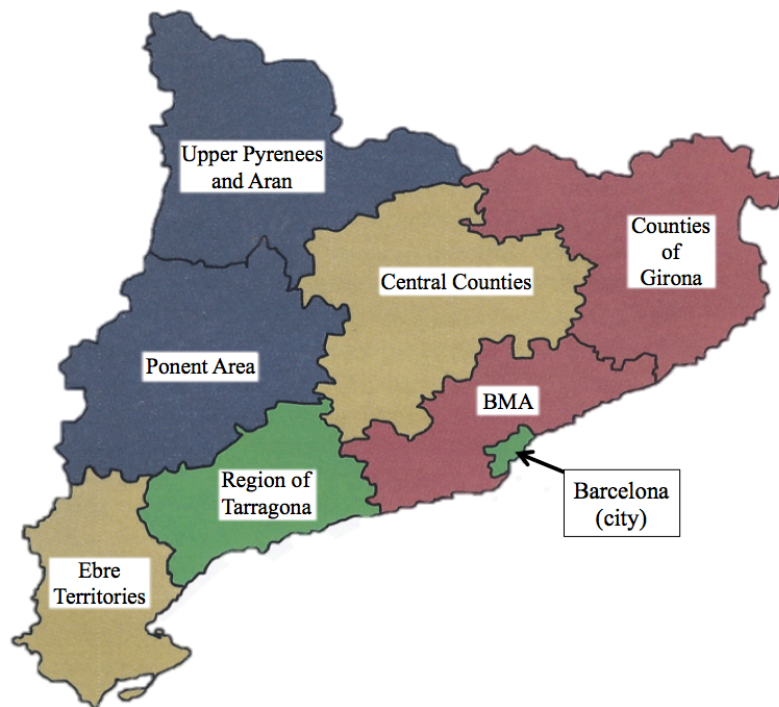 Upper Pyrenees
and Aran
Counties
of
Girona
Central Counties
Ponent Area
BMA
Region of
Tarragona
Barcelona
(city)
Ebre
Territories